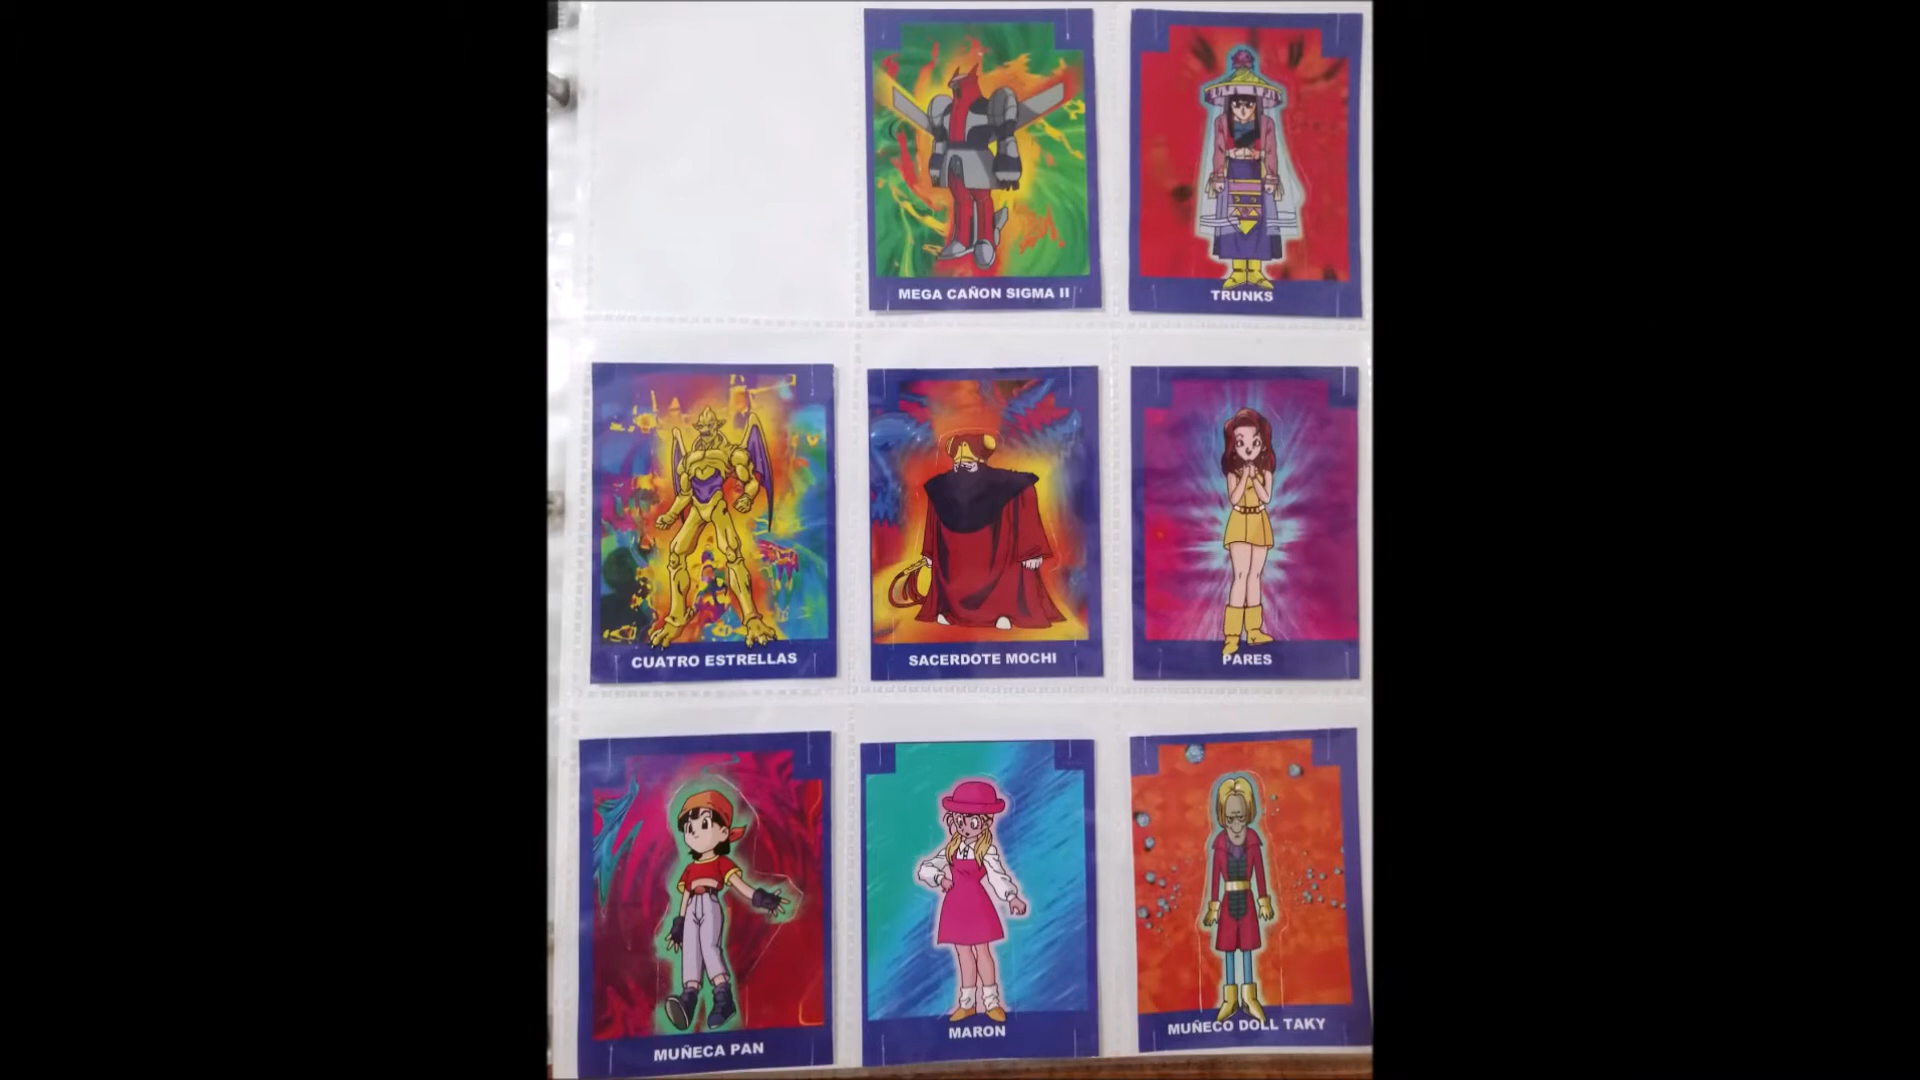 MEGA CAÑON SIGMA II
TRUNKS
CUATRO ESTRELLAS
SACERDOTE MOCHI
PARES
MUÑECA PAN
MARON
MUÑECO DOLL TAKY